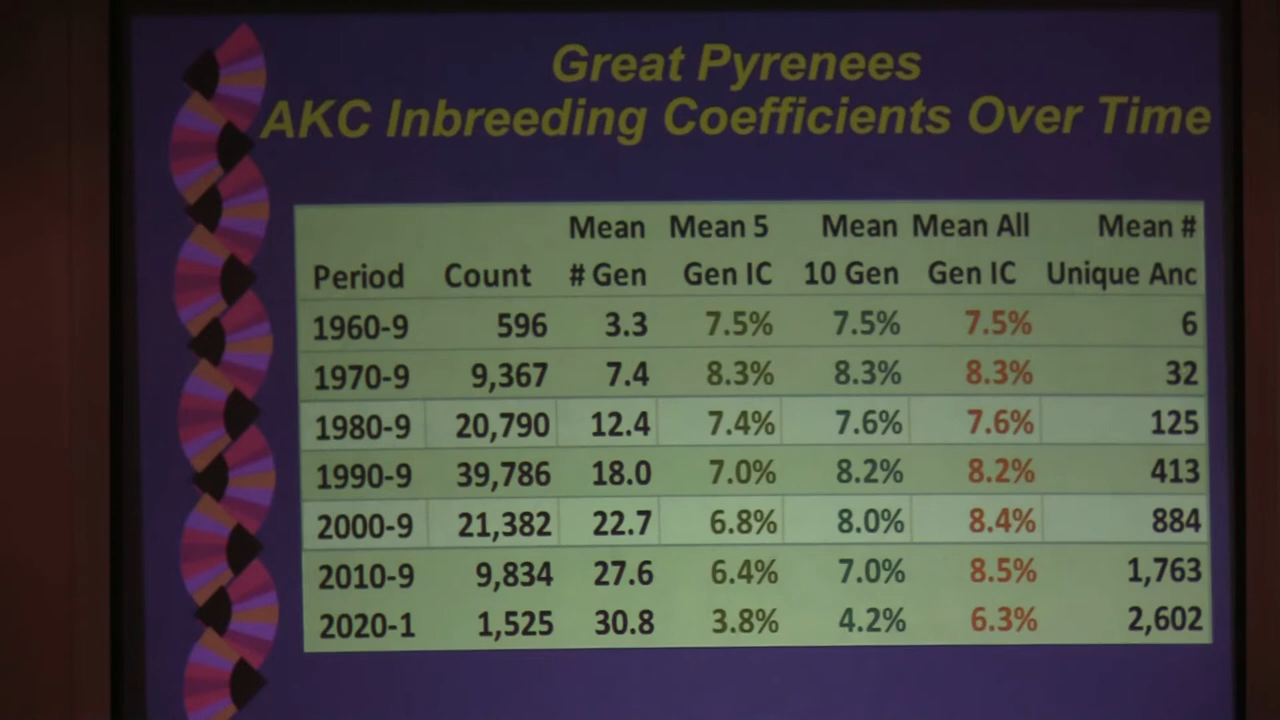 Great Pyrenees
AKC Inbreeding Coefficients Over Time
Mean Mean 5 Mean Mean All Mean #
Period Count # Gen Gen IC 10 Gen Gen IC Unique Anc
1960-9 596 3.3 7.5% 7.5% 7.5% 6
1970-9 9,367 7.4 8.3% 8.3% 8.3% 32
1980-9 20,790 12.4 7.4% 7.6% 7.6% 125
1990-9 39,786 18.0 7.0% 8.2% 8.2% 413
2000-9 21,382 22.7 6.8% 8.0% 8.4% 884
2010-9 9,834 27.6 6.4% 7.0% 8.5% 1,763
2020-1 1,525 30.8 3.8% 4.2% 6.3% 2,602